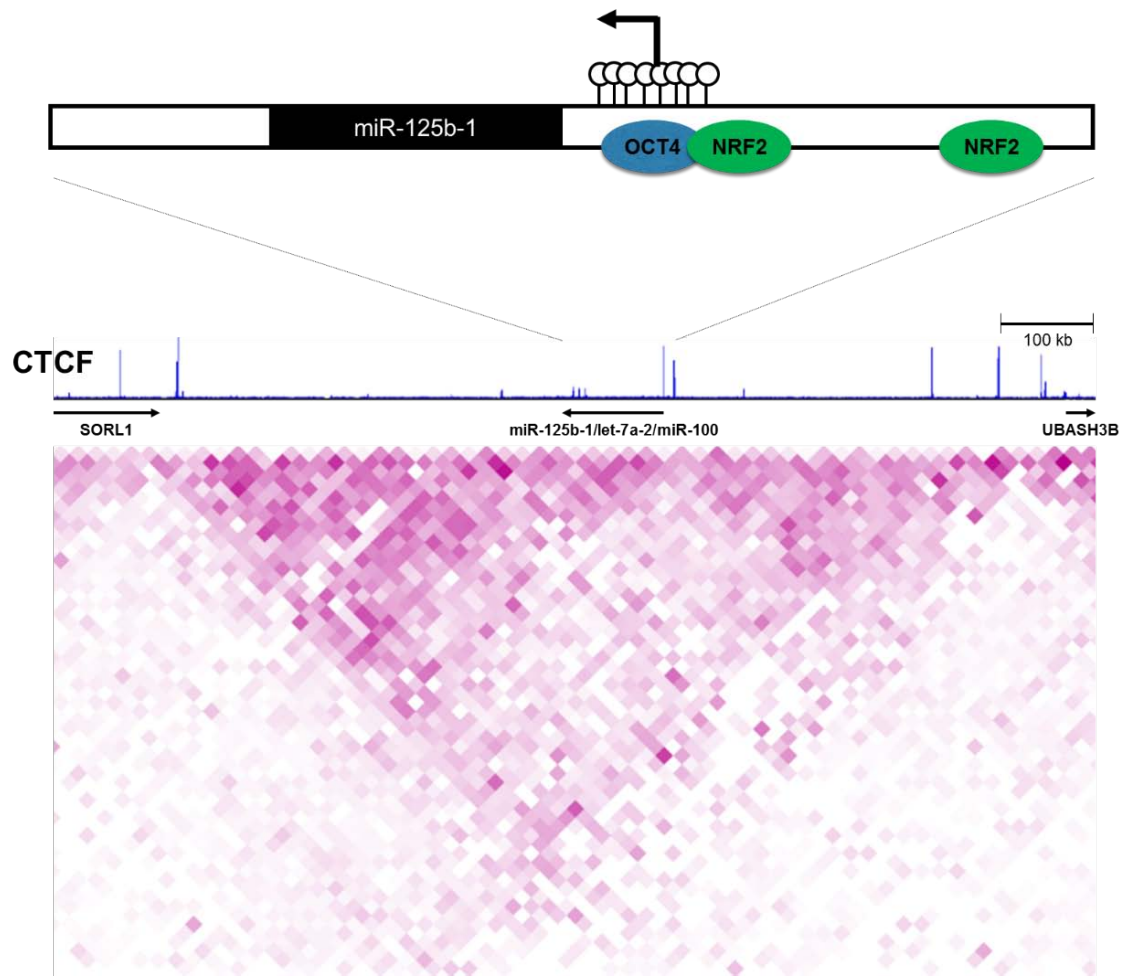 miR-125b-1
OCT4 NRF2 NRF2
100 kb
CTCF
SORL1 miR-125b-1/let-7a-2/miR-100 UBASH3B